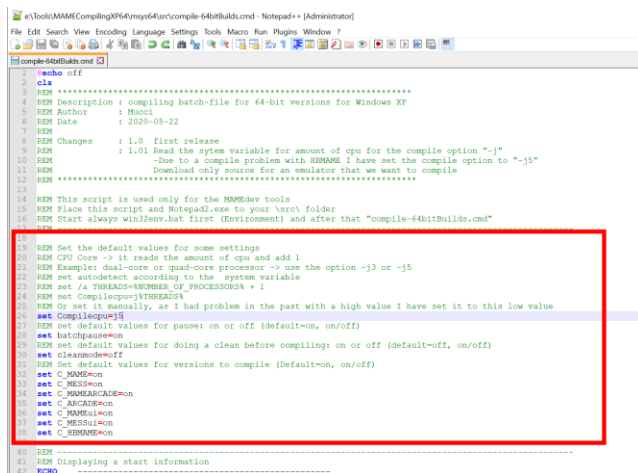 e:\Tools\MAMECompilingXP64\msys64\src\compile-64bitBuilds.cmd - Notepad++ [Administrator]
File Edit Search View Encoding Language Settings Tools Macro Run Plugins Window ?
compile-64bitBuilds.cmd
1 @echo off
2 cls
3 REM **********************************************************************
4 REM Description : compiling batch-file for 64-bit versions for Windows XP
5 REM Author : Mucci
6 REM Date : 2020-05-22
7 REM
8 REM Changes : 1.0 first release
9 REM : 1.01 Read the sytem variable for amount of cpu for the compile option "-j"
10 REM -Due to a compile problem with HBMAME I have set the compile option to "-j5"
11 REM Download only source for an emulator that we want to compile
12 REM ***********************************************************************
13
14 REM This script is used only for the MAMEdev tools
15 REM Place this script and Notepad2.exe to your \src\ folder
16 REM Start always win32env.bat first (Environment) and after that "compile-64bitBuilds.cmd"
17 REM ------------------------------------------------------------------------------------------------------
18
19 REM Set the default values for some settings
20 REM CPU Core -> it reads the amount of cpu and add 1
21 REM Example: dual-core or quad-core processor -> use the option -j3 or -j5
22 REM set autodetect according to the system variable
23 REM set /a THREADS=%NUMBER_OF_PROCESSORS% + 1
24 REM set Compilecpu=j%THREADS%
25 REM Or set it manually, as I had problem in the past with a high value I have set it to this low value
26 set Compilecpu=j5
27 REM set default values for pause: on or off (default=on, on/off)
28 set batchpause=on
29 REM set default values for doing a clean before compiling: on or off (default=off, on/off)
30 set cleanmode=off
31 REM Set default values for versions to compile (Default=on, on/off)
32 set C_MAME=on
33 set C_MESS=on
34 set C_MAMEARCADE=on
35 set C_ARCADE=on
36 set C_MAMEui=on
37 set C_MESSui=on
38 set C_HBMAME=on
39
40 REM ------------------------------------------------------------------------------------------------------
41 REM Displaying a start information
42 ECHO --------------------------------------------------